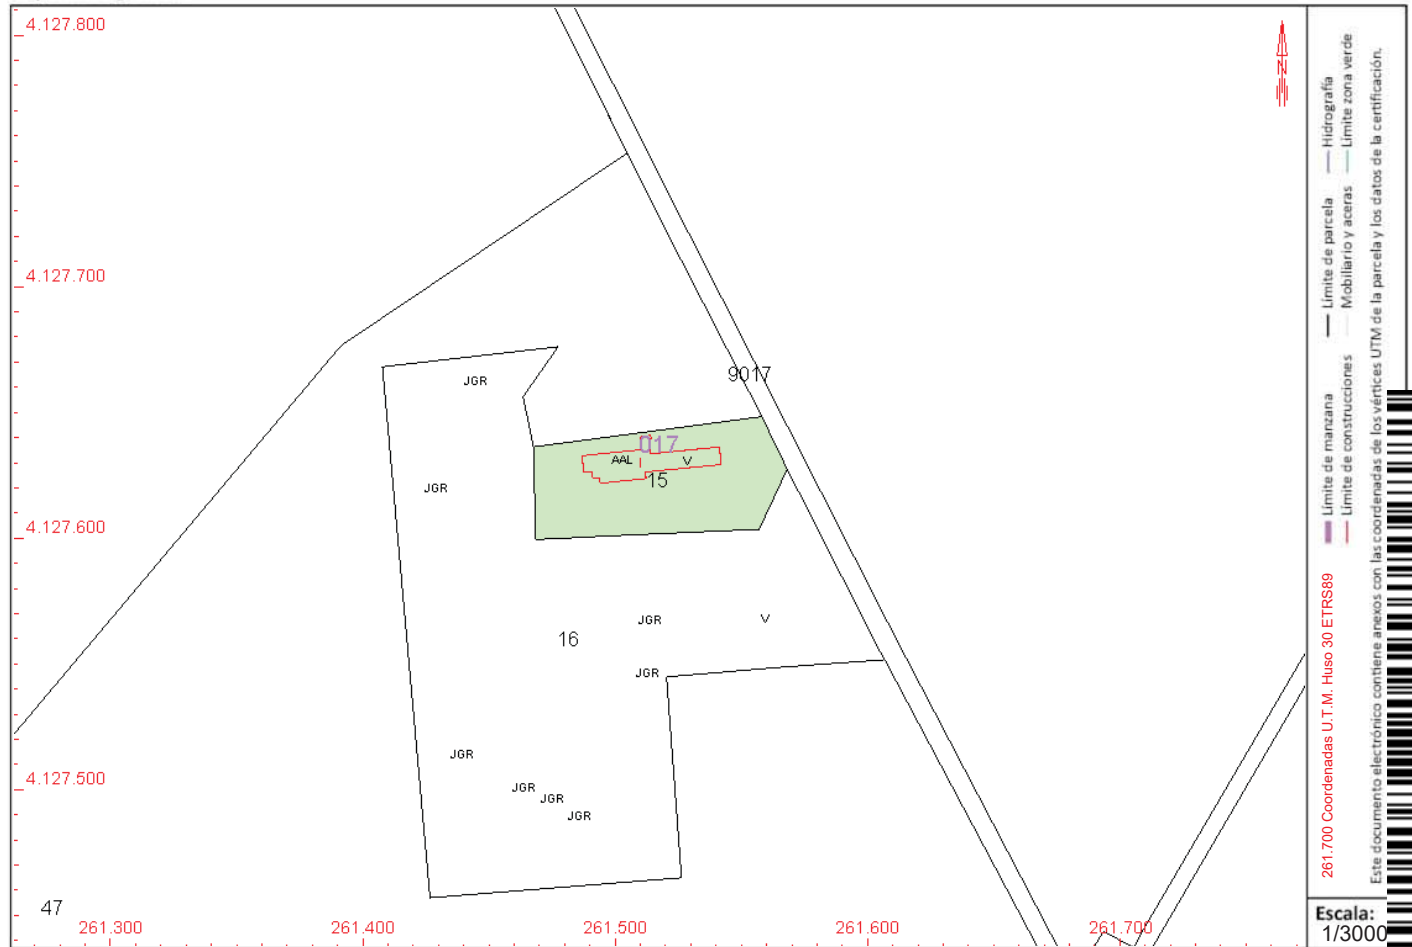 4.127.800
N
4.127.700
JGR
9017
017
AAL
V
15
JGR
4.127.600
JGR
V
16
JGR
JGR
4.127.500
JGR
JGR
JGR
47
261.300
261.400
261.500
261.600
261.700
261.700 Coordenadas U.T.M. Huso 30 ETRS89
Límite de manzana
Límite de parcela
Hidrografía
Límite de construcciones
Mobiliario y aceras
Límite zona verde
Este documento electrónico contiene anexos con las coordenadas de los vértices UTM de la parcela y los datos de la certificación.
Escala:
1/3000